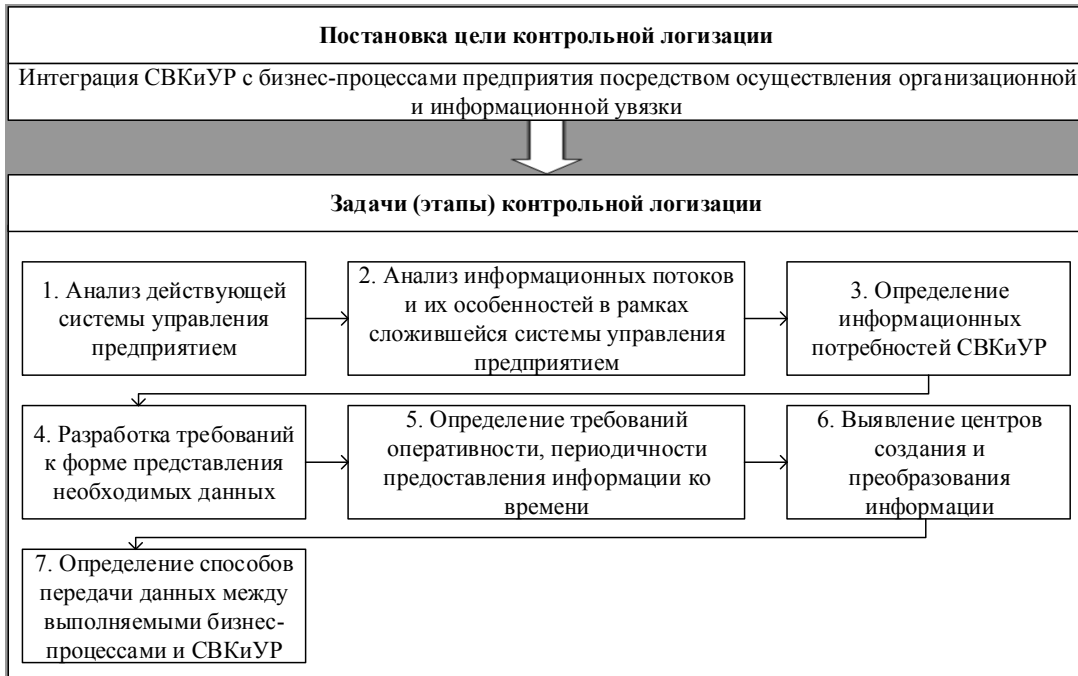 Постановка цели контрольной логизации
Интеграция СВКиУР с бизнес-процессами предприятия посредством осуществления организационной
и информационной увязки
Задачи (этапы) контрольной логизации
1. Анализ действующей
системы управления
предприятием
2. Анализ информационных потоков
и их особенностей в рамках
сложившейся системы управления
предприятием
3. Определение
информационных
потребностей СВКиУР
4. Разработка требований
к форме представления
необходимых данных
5. Определение требований
оперативности, периодичности
предоставления информации ко
времени
6. Выявление центров
создания и
преобразования
информации
7. Определение способов
передачи данных между
выполняемыми бизнес-
процессами и СВКиУР